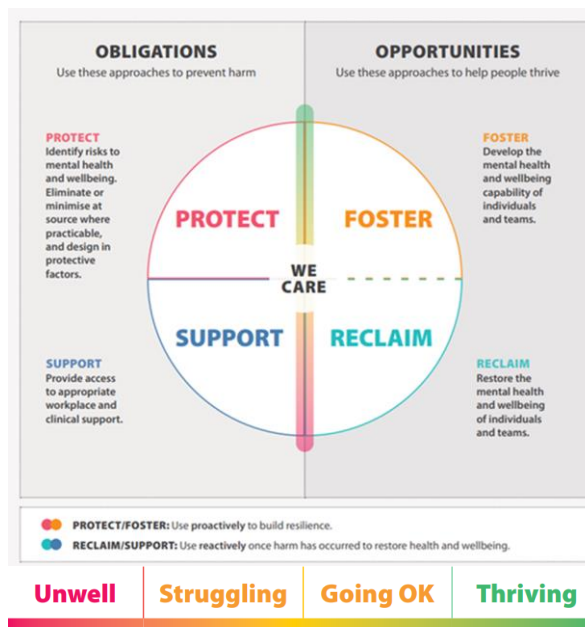 OBLIGATIONS
Use these approaches to prevent harm
OPPORTUNITIES
Use these approaches to help people thrive
PROTECT
Identify risks to
mental health
and wellbeing.
Eliminate or
minimise at
source where
practicable,
and design in
protective
factors.
FOSTER
Develop the
mental health
and wellbeing
capability of
individuals
and teams.
PROTECT
FOSTER
WE
CARE
SUPPORT
RECLAIM
SUPPORT
Provide access
to appropriate
workplace and
clinical support.
RECLAIM
Restore the
mental health
and wellbeing
of individuals
and teams.
PROTECT/FOSTER: Use proactively to build resilience.
RECLAIM/SUPPORT: Use reactively once harm has occurred to restore health and wellbeing.
Unwell
Struggling
Going OK
Thriving